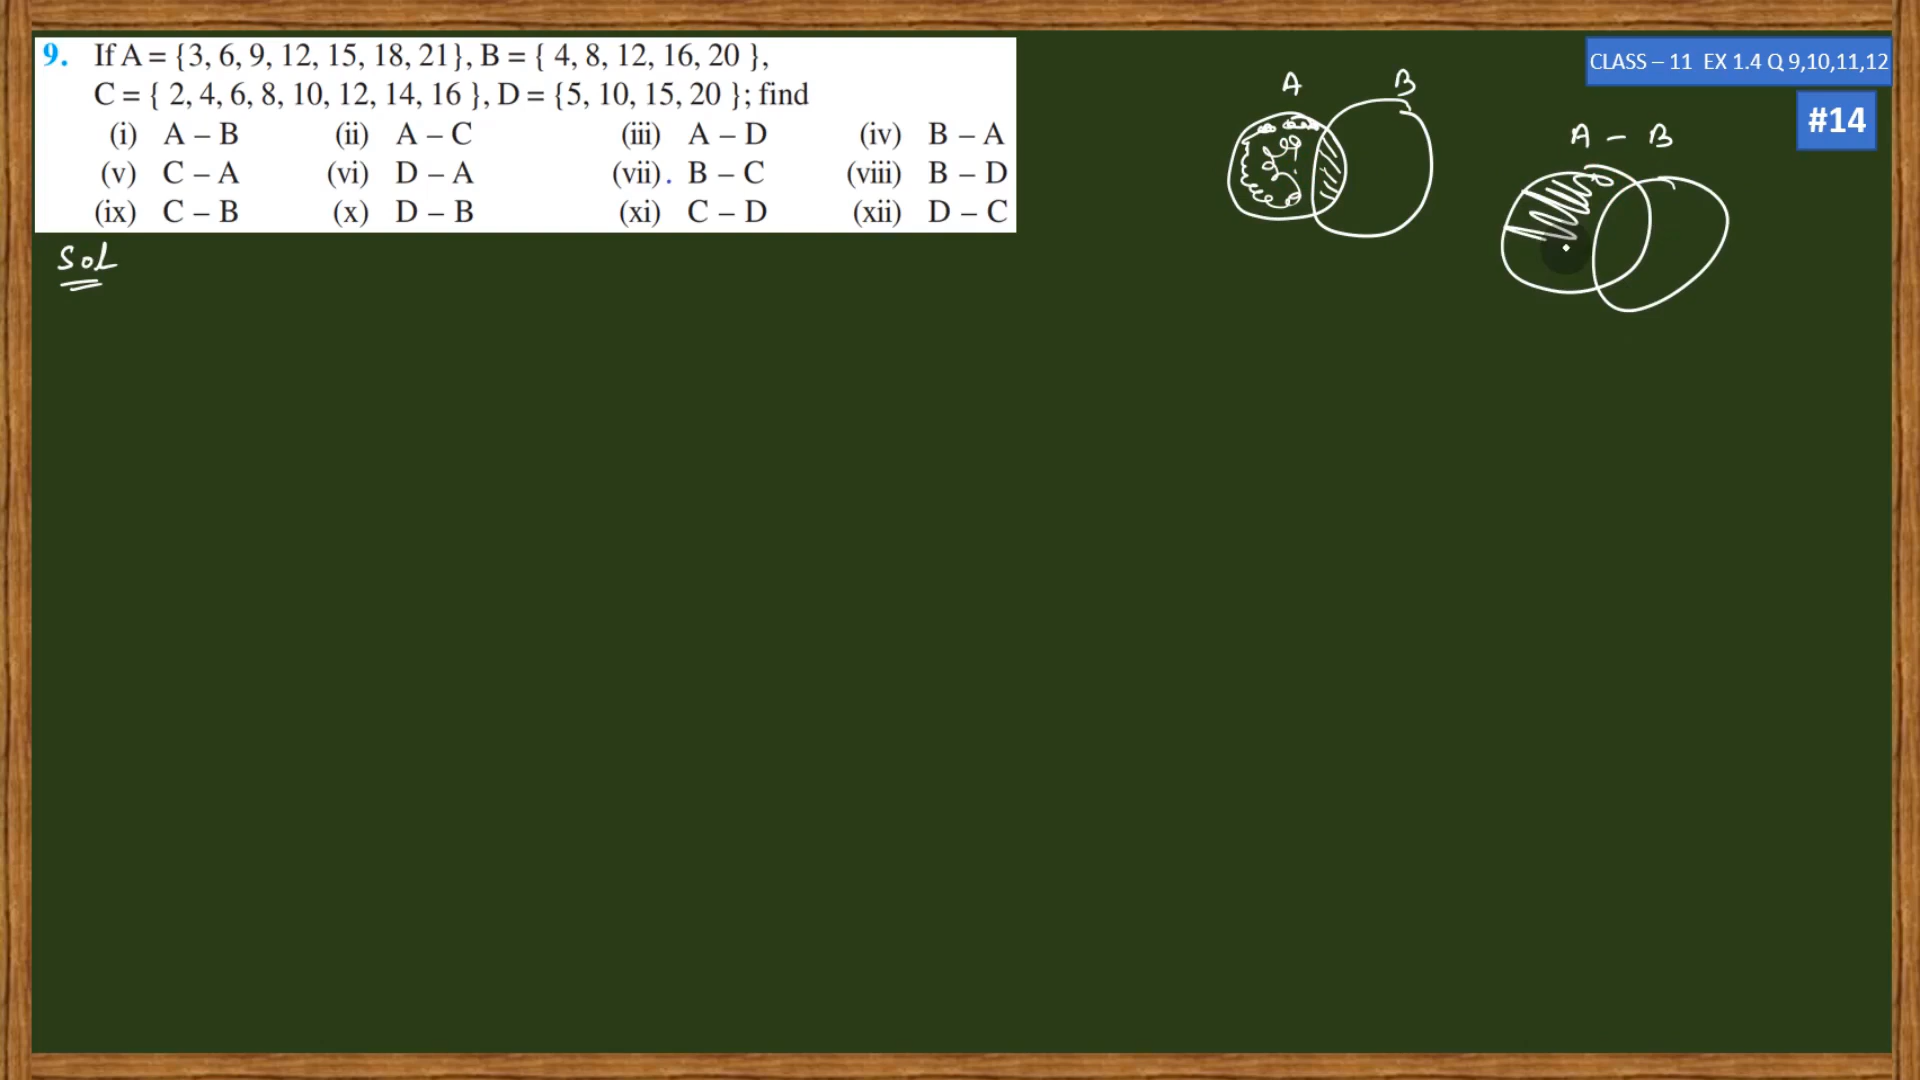 9. If A = {3, 6, 9, 12, 15, 18, 21}, B = { 4, 8, 12, 16, 20 },
C = { 2, 4, 6, 8, 10, 12, 14, 16 }, D = {5, 10, 15, 20 }; find
(i) A – B (ii) A – C (iii) A – D (iv) B – A
(v) C – A (vi) D – A (vii) B – C (viii) B – D
(ix) C – B (x) D – B (xi) C – D (xii) D – C
Sol
A B
CLASS – 11 EX 1.4 Q 9,10,11,12
#14
A – B